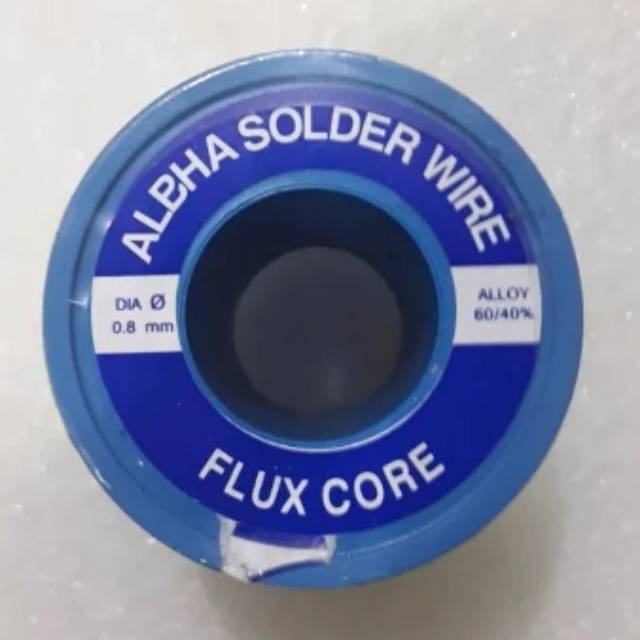 ALBHA SOLDER WIRE
DIA Ø
0.8 mm
ALLOY
60/40%
FLUX CORE